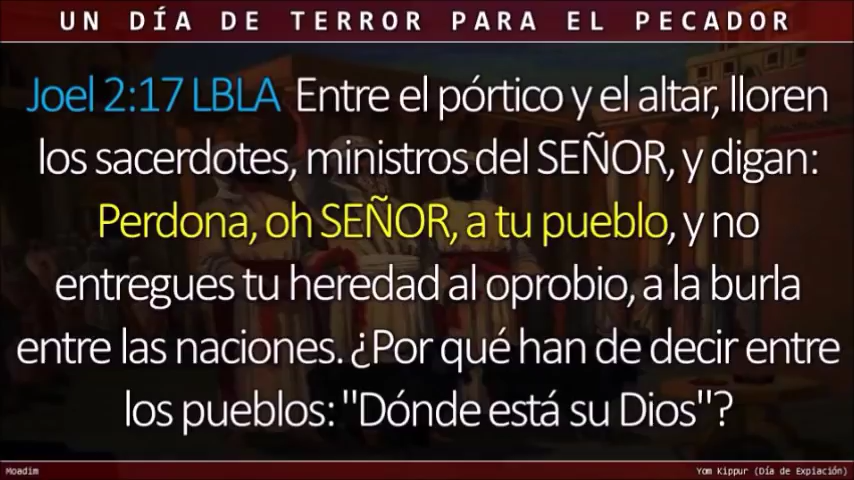 UN DÍA DE TERROR PARA EL PECADOR
Joel 2:17 LBLA Entre el pórtico y el altar, lloren
los sacerdotes, ministros del SEÑOR, y digan:
Perdona, oh SEÑOR, a tu pueblo, y no
entregues tu heredad al oprobio, a la burla
entre las naciones. ¿Por qué han de decir entre
los pueblos: "Dónde está su Dios"?
Moadim
Yom Kippur (Día de Expiación)